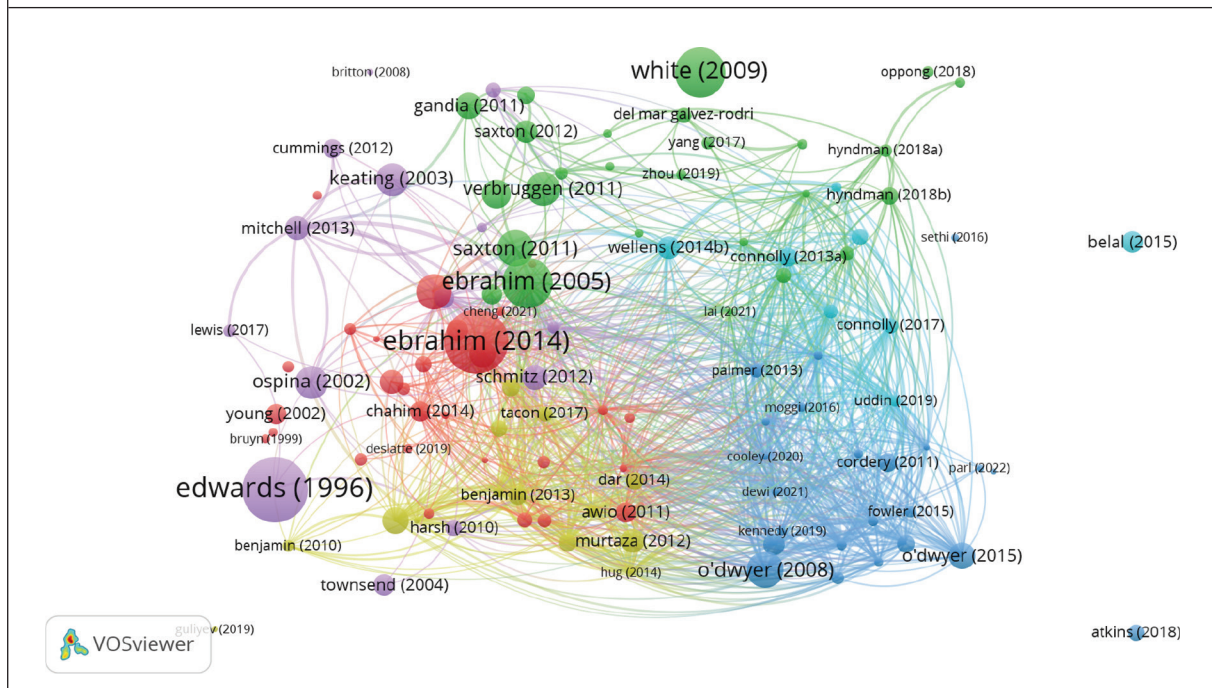 white (2009)
britton (2008)
oppong (2018)
gandia (2011)
del mar galvez-rodri
saxton (2012)
yang (2017)
cummings (2012)
hyndman (2018a)
keating (2003)
zhou (2019)
verbruggen (2011)
hyndman (2018b)
mitchell (2013)
sethi (2016)
belal (2015)
saxton (2011)
wellens (2014b)
connolly (2013a)
ebrahim (2005)
cheng (2021)
lai (2021)
connolly (2017)
lewis (2017)
ebrahim (2014)
palmer (2013)
schmitz (2012)
ospina (2002)
uddin (2019)
moggi (2016)
young (2002)
chahim (2014)
tacon (2017)
bruyn (1999)
deslatte (2019)
cooley (2020)
cordery (2011)
parl (2022)
dar (2014)
edwards (1996)
benjamin (2013)
dewi (2021)
awio (2011)
fowler (2015)
harsh (2010)
kennedy (2019)
benjamin (2010)
murtaza (2012)
o'dwyer (2015)
hug (2014)
o'dwyer (2008)
townsend (2004)
guliyev (2019)
atkins (2018)
VOSviewer